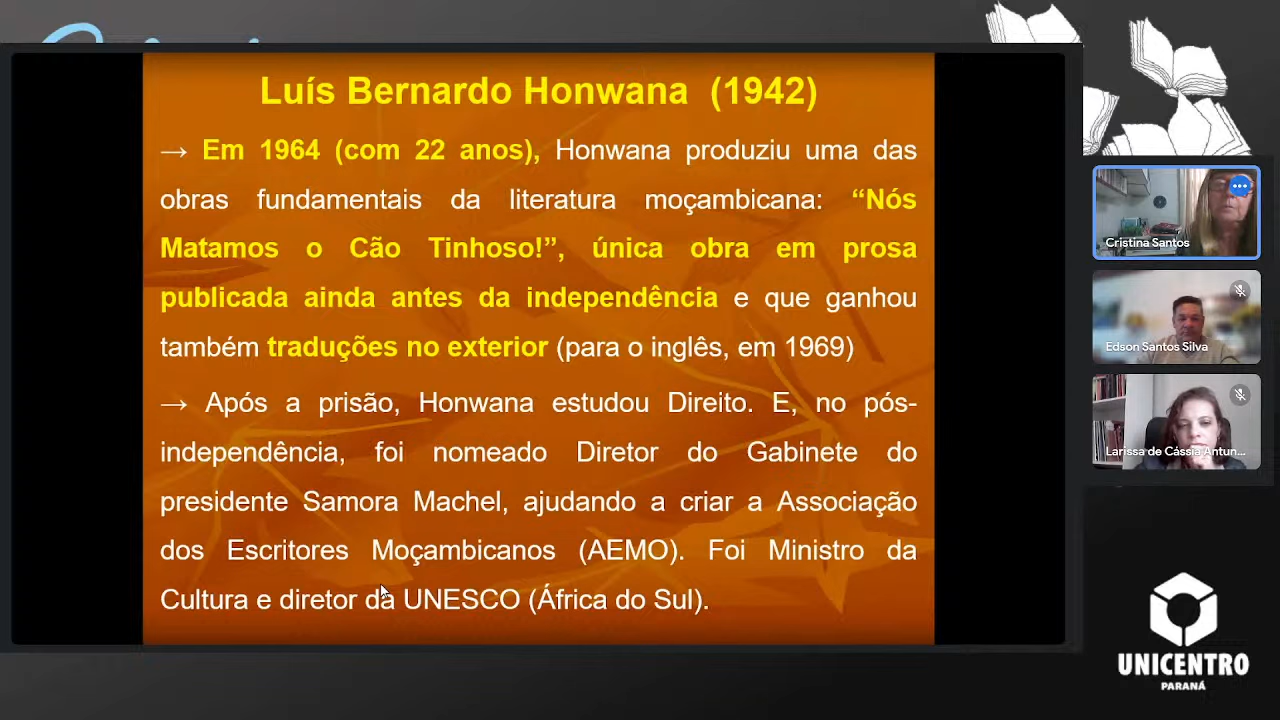 Luís Bernardo Honwana (1942)
→ Em 1964 (com 22 anos), Honwana produziu uma das
obras fundamentais da literatura moçambicana: “Nós
Matamos o Cão Tinhoso!”, única obra em prosa
publicada ainda antes da independência e que ganhou
também traduções no exterior (para o inglês, em 1969)
→ Após a prisão, Honwana estudou Direito. E, no pós-
independência, foi nomeado Diretor do Gabinete do
presidente Samora Machel, ajudando a criar a Associação
dos Escritores Moçambicanos (AEMO). Foi Ministro da
Cultura e diretor da UNESCO (África do Sul).
Cristina Santos
Edson Santos Silva
Larissa de Cássia Antun...
UNICENTRO
PARANÁ